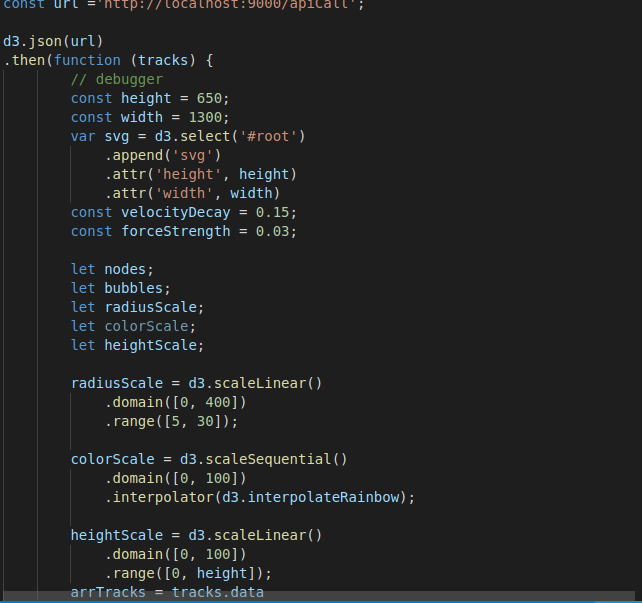 const url ='http://localhost:9000/apiCall';
d3.json(url)
.then(function (tracks) {
// debugger
const height = 650;
const width = 1300;
var svg = d3.select('#root')
.append('svg')
.attr('height', height)
.attr('width', width)
const velocityDecay = 0.15;
const forceStrength = 0.03;
let nodes;
let bubbles;
let radiusScale;
let colorScale;
let heightScale;
radiusScale = d3.scaleLinear()
.domain([0, 400])
.range([5, 30]);
colorScale = d3.scaleSequential()
.domain([0, 100])
.interpolator(d3.interpolateRainbow);
heightScale = d3.scaleLinear()
.domain([0, 100])
.range([0, height]);
arrTracks = tracks.data